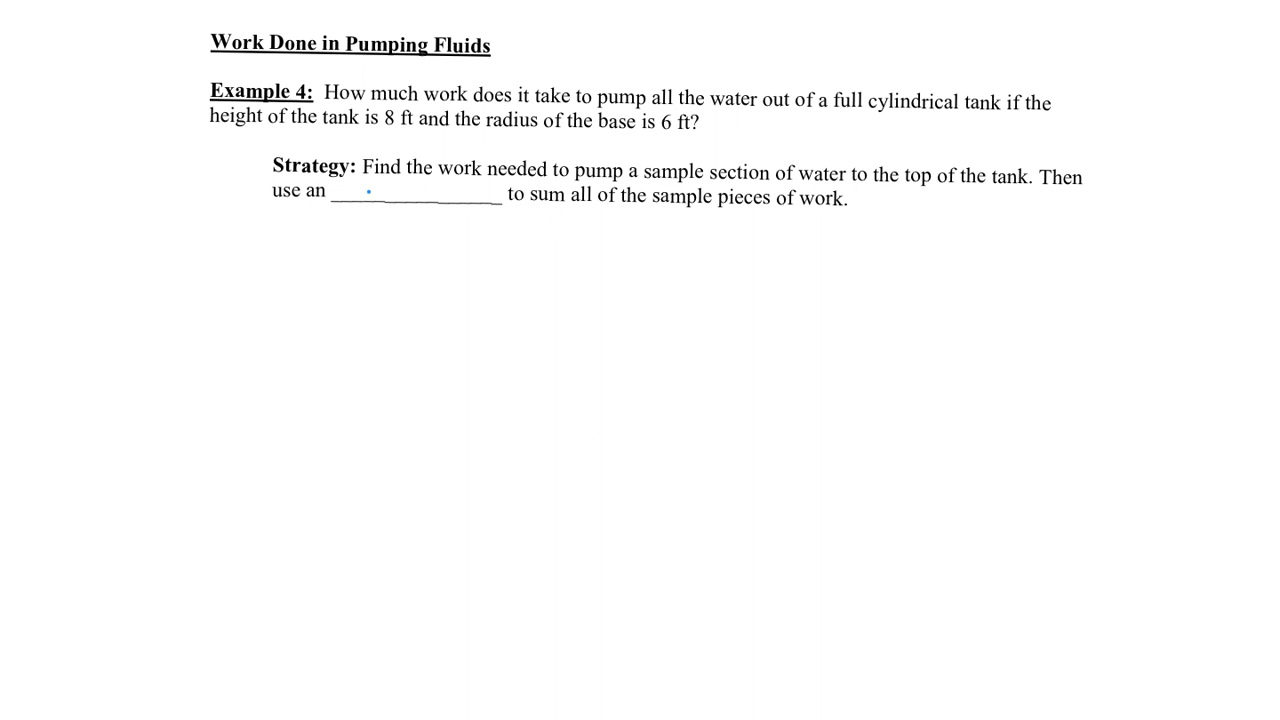 Work Done in Pumping Fluids
Example 4: How much work does it take to pump all the water out of a full cylindrical tank if the
height of the tank is 8 ft and the radius of the base is 6 ft?
Strategy: Find the work needed to pump a sample section of water to the top of the tank. Then
use an ________________ to sum all of the sample pieces of work.